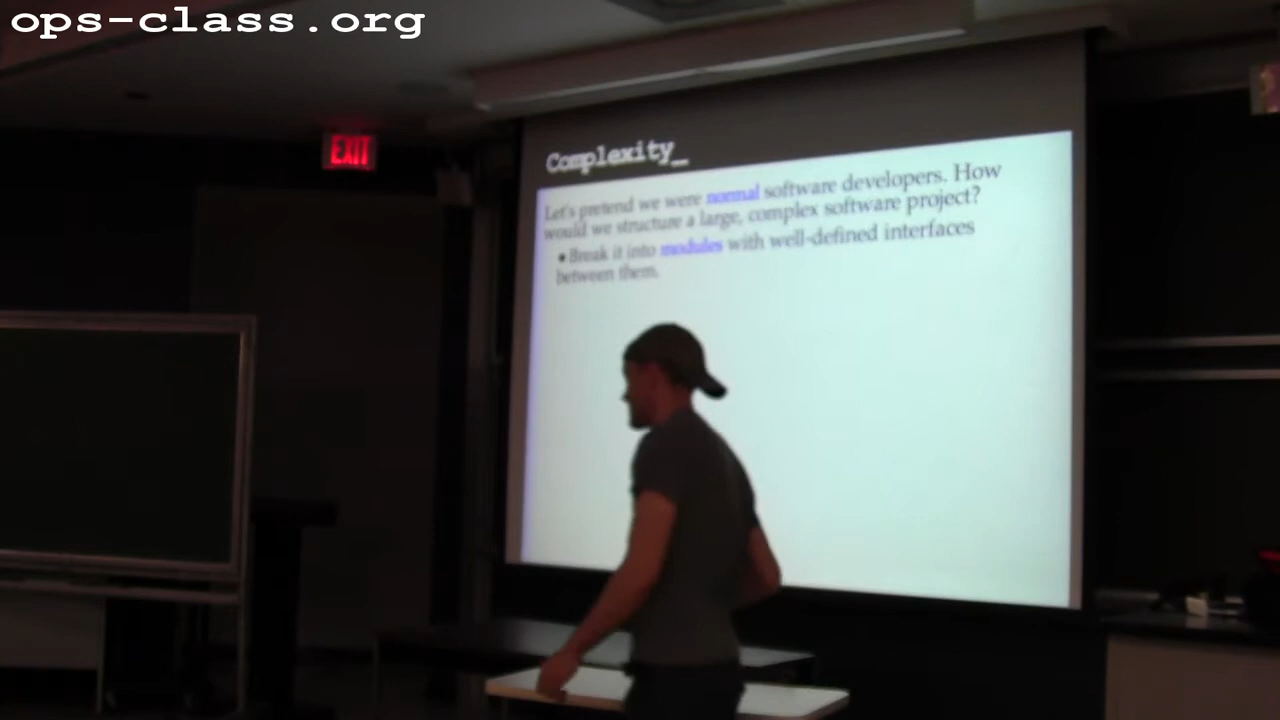 ops-class.org
EXIT
Complexity_
Let's pretend we were normal software developers. How
would we structure a large, complex software project?
• Break it into modules with well-defined interfaces
between them.